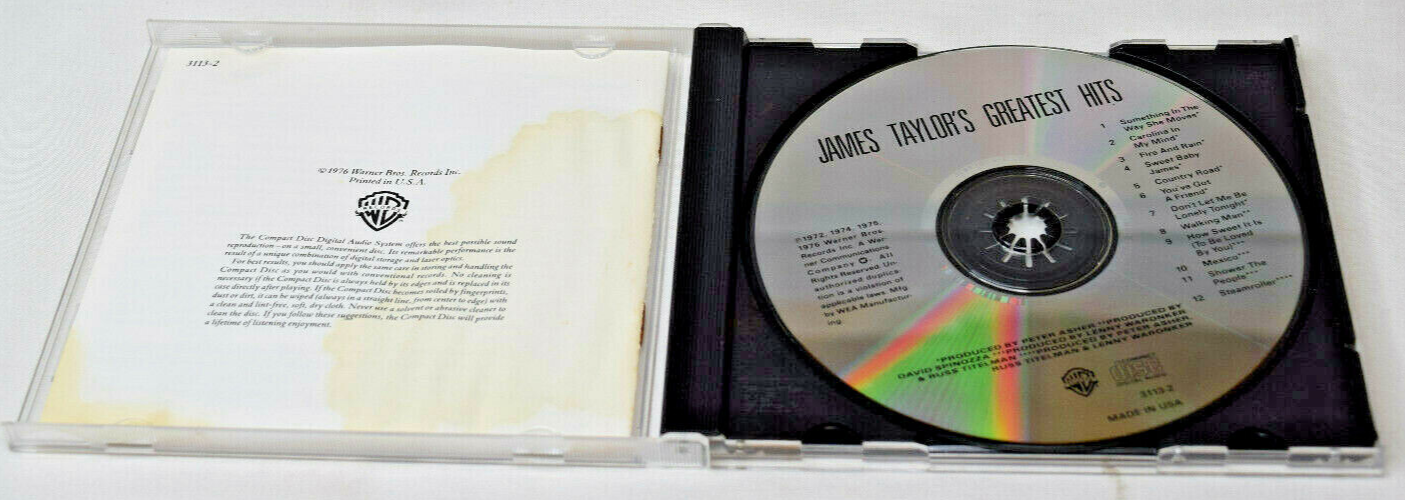 3113-2
©1976 Warner Bros. Records Inc.
Printed in U.S.A.
RECORDS
The Compact Disc Digital Audio System offers the best possible sound
reproduction—on a small, convenient disc. Its remarkable performance is the
result of a unique combination of digital storage and laser optics.
For best results, you should apply the same care in storing and handling the
Compact Disc as you would with conventional records. No cleaning is
necessary if the Compact Disc is always held by its edges and is replaced in its
case directly after playing. If the Compact Disc becomes soiled by fingerprints,
dust or dirt, it can be wiped (always in a straight line, from center to edge) with
a clean and lint-free, soft, dry cloth. Never use a solvent or abrasive cleaner to
clean the disc. If you follow these suggestions, the Compact Disc will provide
a lifetime of listening enjoyment.
JAMES TAYLOR'S GREATEST HITS
1 Something In The
Way She Moves*
2 Carolina In
My Mind*
3 Fire And Rain*
4 Sweet Baby
James*
5 Country Road*
6 You've Got
A Friend*
7 Don't Let Me Be
Lonely Tonight*
8 Walking Man**
9 How Sweet It Is
(To Be Loved
By You)***
10 Mexico***
11 Shower The
People***
12 Steamroller****
℗1972, 1974, 1975,
1976 Warner Bros.
Records Inc. A War-
ner Communications
Company. All
Rights Reserved. Un-
authorized duplica-
tion is a violation of
applicable laws. Mfg.
by WEA Manufactur-
ing.
*PRODUCED BY PETER ASHER **PRODUCED BY
DAVID SPINOZZA ***PRODUCED BY LENNY WARONKER
& RUSS TITELMAN ****PRODUCED BY PETER ASHER,
RUSS TITELMAN & LENNY WARONKER
COMPACT
disc
DIGITAL AUDIO
3113-2
MADE IN USA